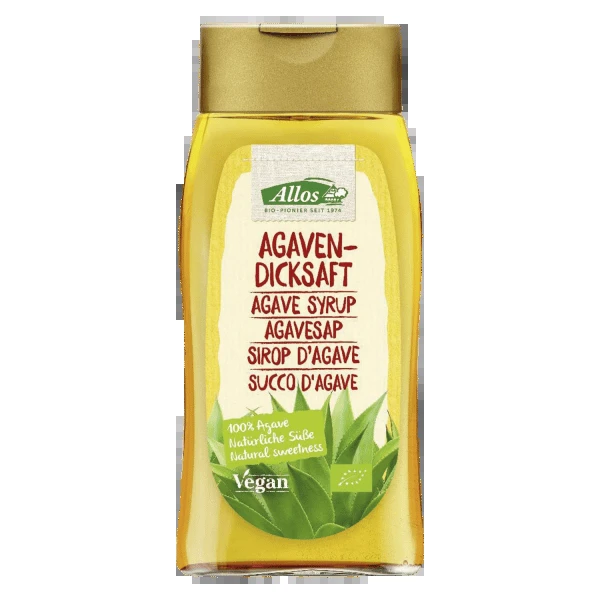 Allos
BIO-PIONIER SEIT 1974
AGAVEN-
DICKSAFT
AGAVE SYRUP
AGAVESAP
SIROP D'AGAVE
SUCCO D'AGAVE
100% Agave
Natürliche Süße
Natural sweetness
Vegan